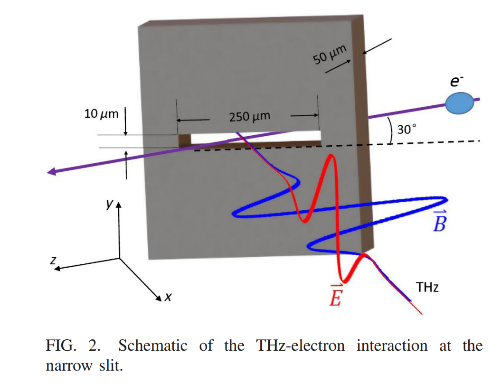 50 μm
e-
10 μm
250 μm
30°
y
z
x
B
E
THz
FIG. 2. Schematic of the THz-electron interaction at the
narrow slit.